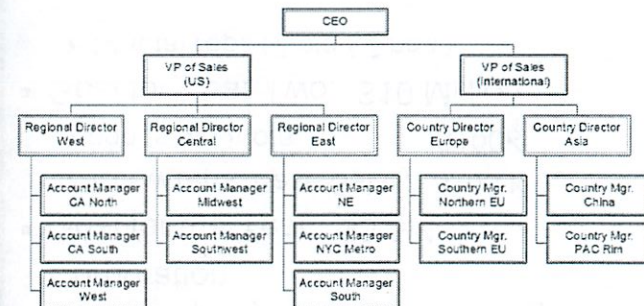 CEO
VP of Sales
(US)
VP of Sales
(International)
Regional Director
West
Regional Director
Central
Regional Director
East
Country Director
Europe
Country Director
Asia
Account Manager
CA North
Account Manager
Midwest
Account Manager
NE
Country Mgr.
Northern EU
Country Mgr.
China
Account Manager
CA South
Account Manager
Southwest
Account Manager
NYC Metro
Country Mgr.
Southern EU
Country Mgr.
PAC Rim
Account Manager
West
Account Manager
South